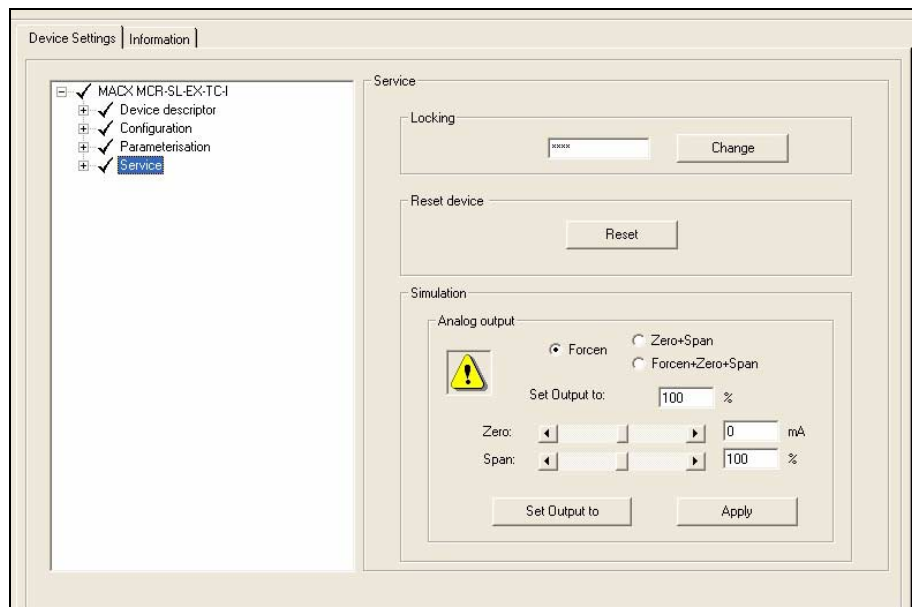 Device Settings Information
MACX MCR-SL-EX-TC-I
Device descriptor
Configuration
Parameterisation
Service
Service
Locking
****
Change
Reset device
Reset
Simulation
Analog output
Forcen
Zero+Span
Forcen+Zero+Span
Set Output to: 100 %
Zero: 0 mA
Span: 100 %
Set Output to Apply